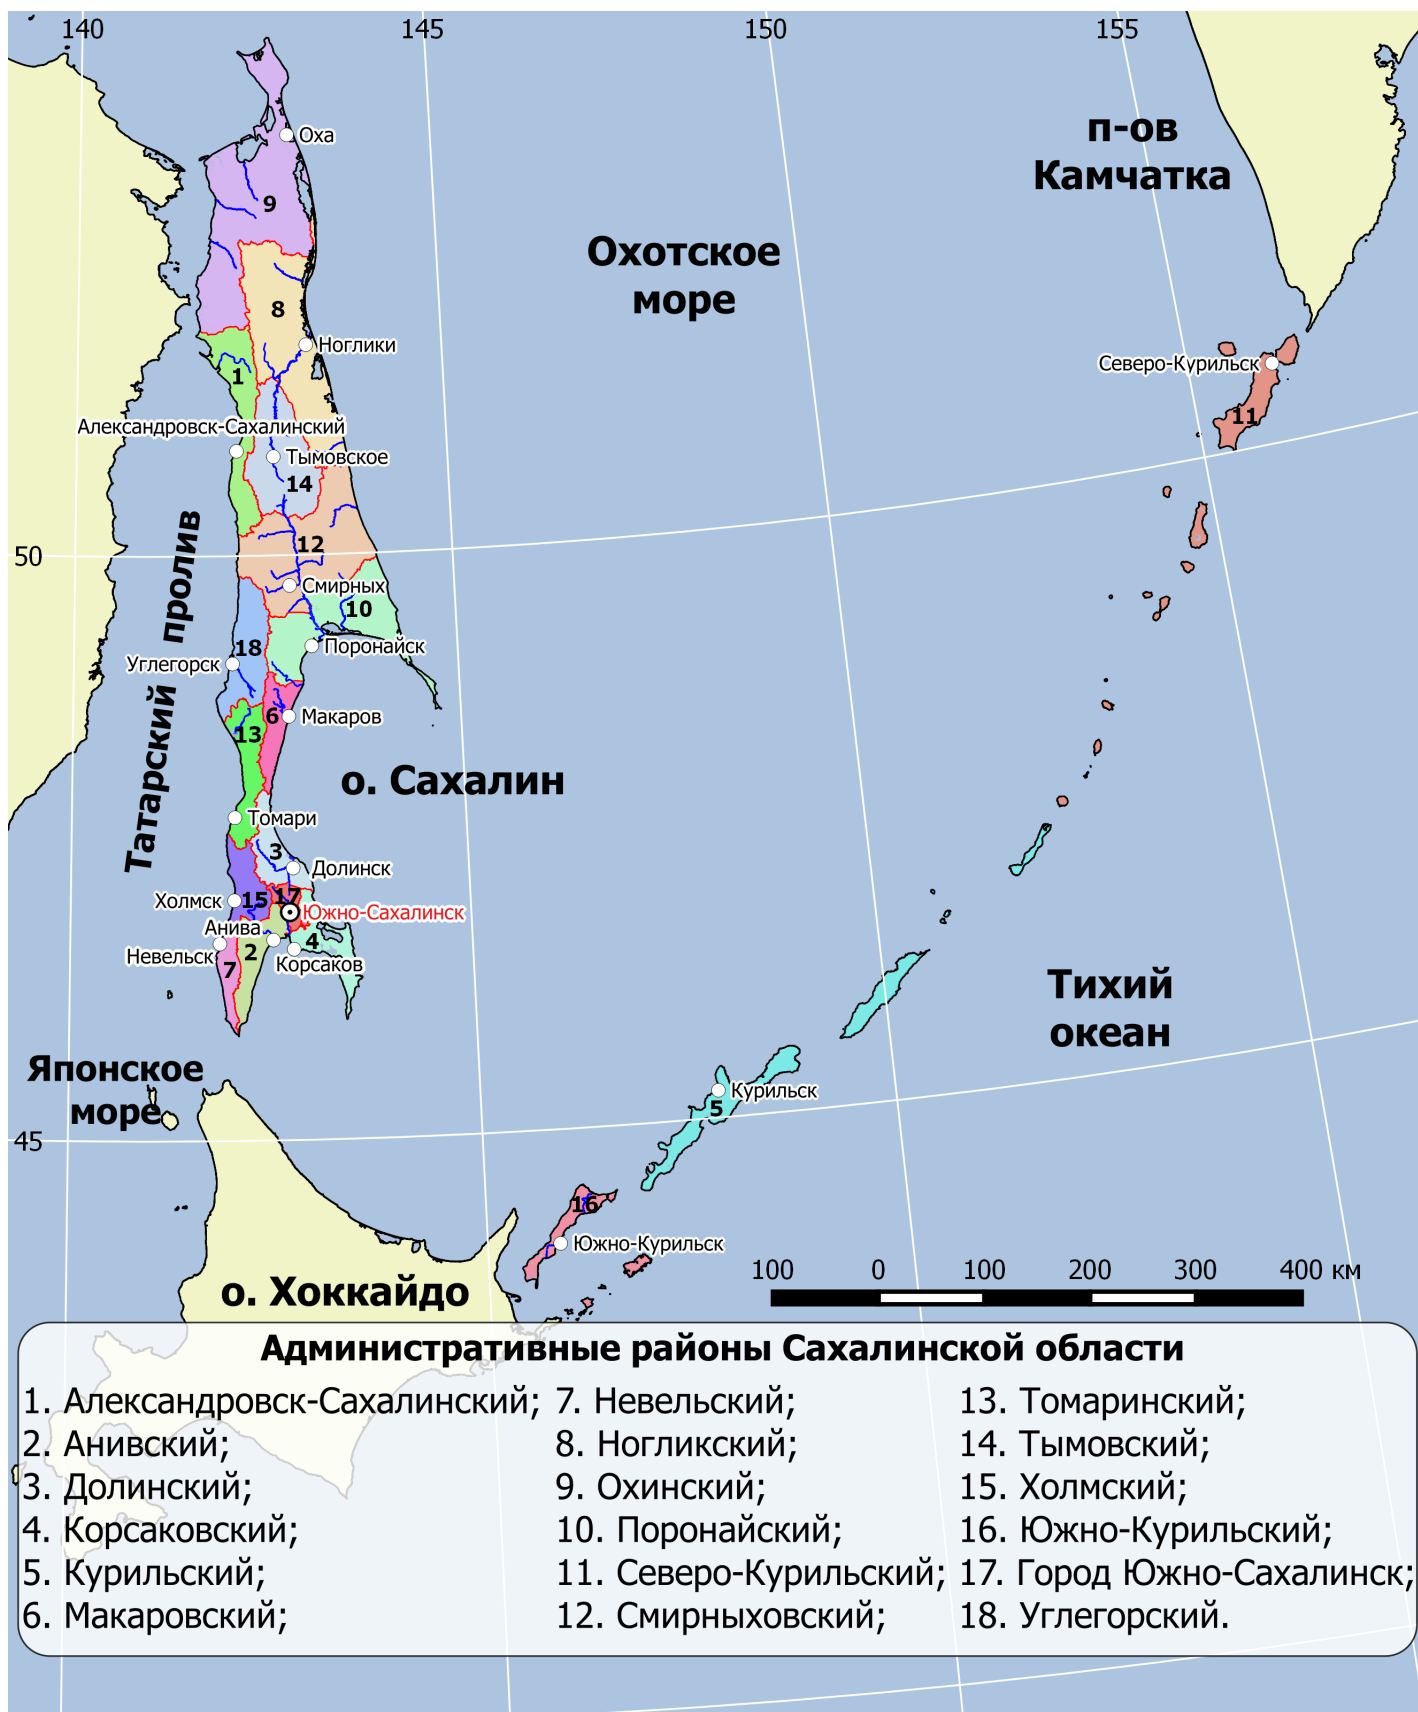 140
145
150
155
Оха
п-ов
Камчатка
9
Охотское
море
8
Ноглики
Северо-Курильск
1
11
Александровск-Сахалинский
Тымовское
14
Татарский пролив
12
50
Смирных
10
18
Поронайск
Углегорск
6
Макаров
13
о. Сахалин
Томари
3
Долинск
17
Холмск
15
Южно-Сахалинск
Анива
4
2
Невельск
Корсаков
7
Тихий
океан
Японское
море
Курильск
5
45
16
Южно-Курильск
100 0 100 200 300 400 км
о. Хоккайдо
Административные районы Сахалинской области
1. Александровск-Сахалинский;
2. Анивский;
3. Долинский;
4. Корсаковский;
5. Курильский;
6. Макаровский;
7. Невельский;
8. Ногликский;
9. Охинский;
10. Поронайский;
11. Северо-Курильский;
12. Смирныховский;
13. Томаринский;
14. Тымовский;
15. Холмский;
16. Южно-Курильский;
17. Город Южно-Сахалинск;
18. Углегорский.